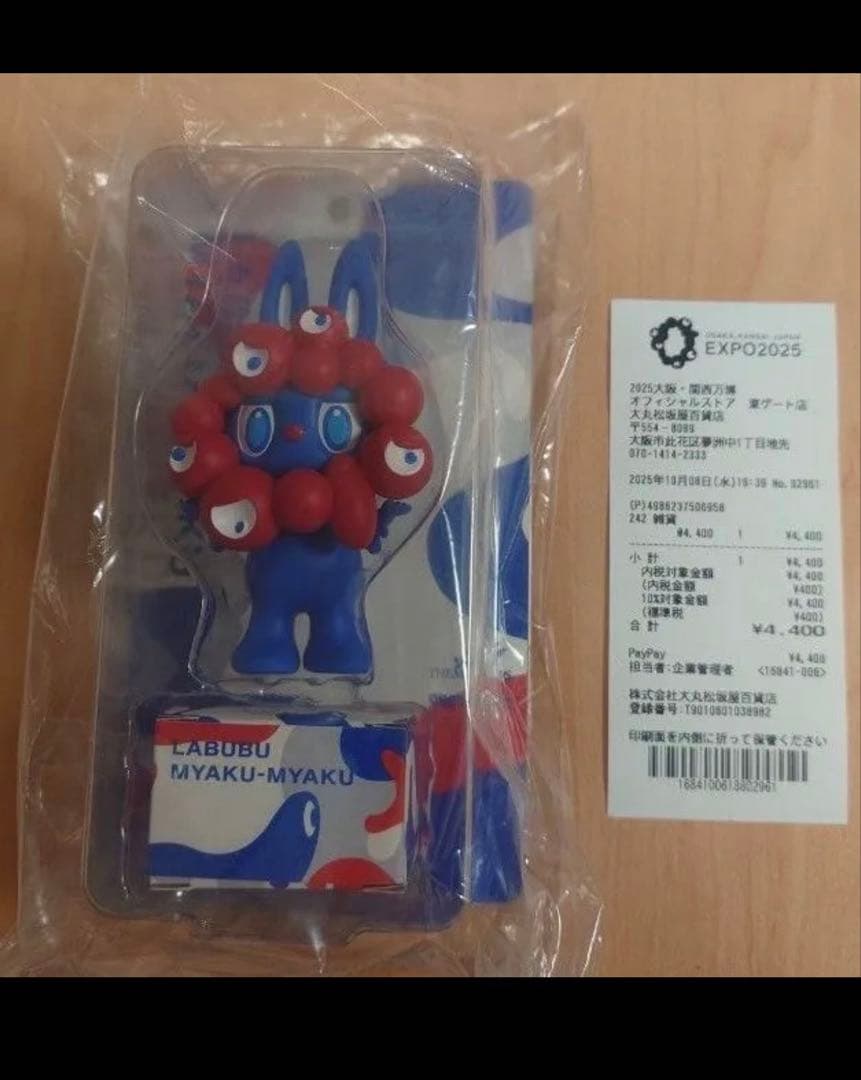 LABUBU
MYAKU-MYAKU
OSAKA, KANSAI, JAPAN
EXPO2025
2025大阪・関西万博
オフィシャルストア 東ゲート店
大丸松坂屋百貨店
〒554-8089
大阪市此花区夢洲中1丁目地先
070-1414-2333
2025年10月08日(水)
(P)4986237506958
242 雑貨
¥4,400 1 ¥4,400
小計 1 ¥4,400
内税対象金額 ¥4,400
(内税金額 ¥400)
10%対象金額 ¥4,400
(標準税 ¥400)
合計 ¥4,400
PayPay ¥4,400
担当者:企業管理者 <16841-006>
株式会社大丸松坂屋百貨店
登録番号:T9010601038982
印刷面を内側に折って保管ください
1684100618802961